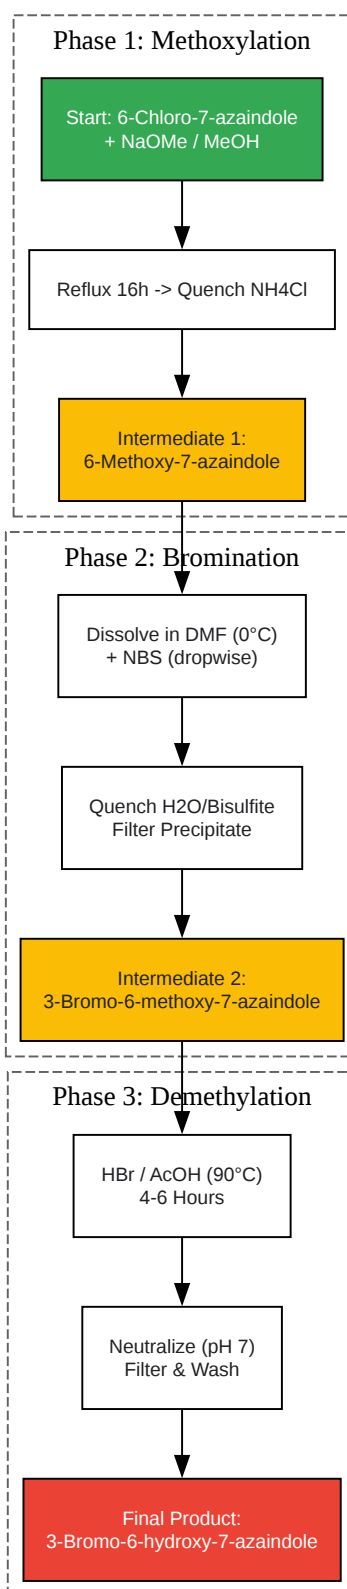 Phase 1: Methoxylation
Start: 6-Chloro-7-azaindole
+ NaOMe / MeOH
Reflux 16h -> Quench NH4Cl
Intermediate 1:
6-Methoxy-7-azaindole
Phase 2: Bromination
Dissolve in DMF (0°C)
+ NBS (dropwise)
Quench H2O/Bisulfite
Filter Precipitate
Intermediate 2:
3-Bromo-6-methoxy-7-azaindole
Phase 3: Demethylation
HBr / AcOH (90°C)
4-6 Hours
Neutralize (pH 7)
Filter & Wash
Final Product:
3-Bromo-6-hydroxy-7-azaindole